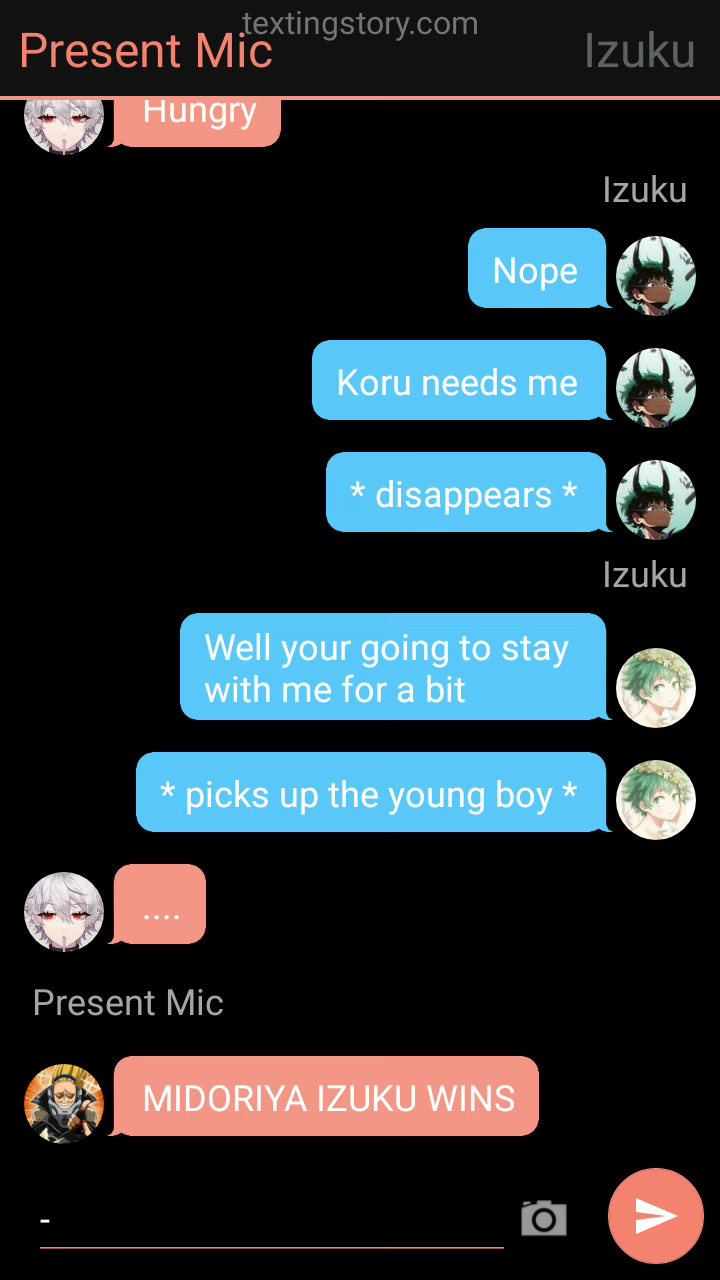 textingstory.com
Present Mic
Izuku
Hungry
Izuku
Nope
Koru needs me
* disappears *
Izuku
Well your going to stay
with me for a bit
* picks up the young boy *
....
Present Mic
MIDORIYA IZUKU WINS
-